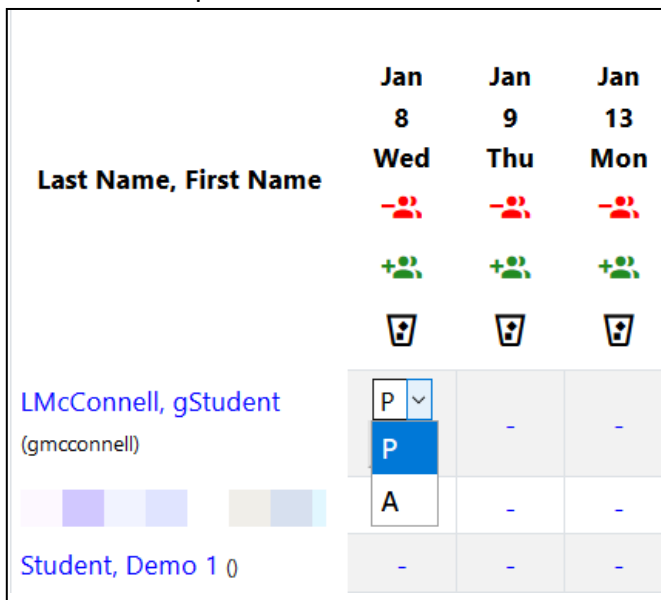 Jan Jan Jan
8 9 13
Last Name, First Name Wed Thu Mon
LMcConnell, gStudent P - -
(gmcconnell)
P
A - -
Student, Demo 1 () - - -